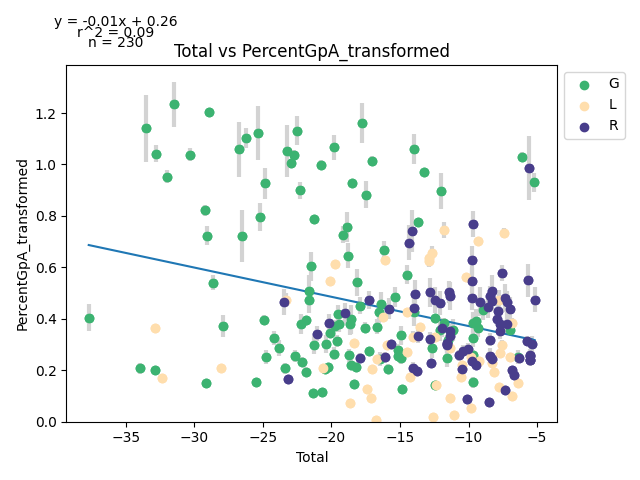 y = -0.01x + 0.26
r^2 = 0.09
n = 230
Total vs PercentGpA_transformed
G
L
R
PercentGpA_transformed
1.2
1.0
0.8
0.6
0.4
0.2
0.0
−35 −30 −25 −20 −15 −10 −5
Total